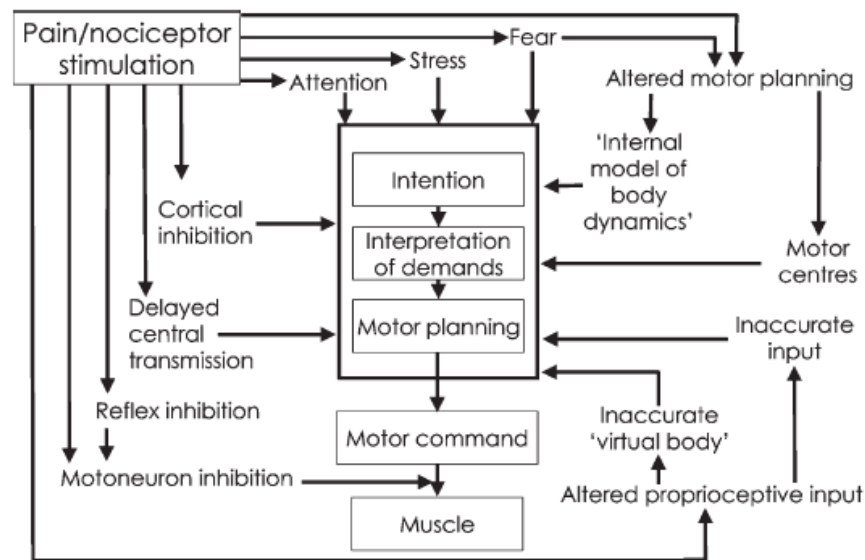 Pain/nociceptor
stimulation
Fear
Stress
Attention
Altered motor planning
'Internal
model of
body
dynamics'
Intention
Cortical
inhibition
Interpretation
of demands
Motor
centres
Delayed
central
transmission
Motor planning
Inaccurate
input
Reflex inhibition
Motor command
Inaccurate
'virtual body'
Motoneuron inhibition
Altered proprioceptive input
Muscle